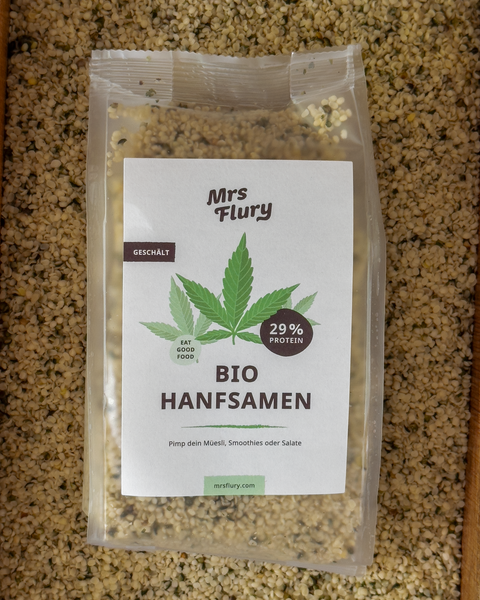 Mrs
Flury
GESCHÄLT
29%
PROTEIN
EAT
GOOD
FOOD
BIO
HANFSAMEN
Pimp dein Müesli, Smoothies oder Salate
mrsflury.com